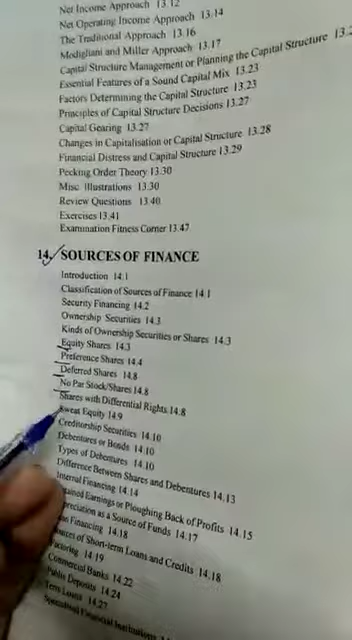 Net Income Approach 13.12
Net Operating Income Approach 13.14
The Traditional Approach 13.16
Modigliani and Miller Approach 13.17
Capital Structure Management or Planning the Capital Structure
Essential Features of a Sound Capital Mix 13.23
Factors Determining the Capital Structure 13.23
Principles of Capital Structure Decisions 13.27
Capital Gearing 13.27
Changes in Capitalisation or Capital Structure 13.28
Financial Distress and Capital Structure 13.29
Pecking Order Theory 13.30
Misc. Illustrations 13.30
Review Questions 13.40
Exercises 13.41
Examination Fitness Corner 13.47
14. SOURCES OF FINANCE
Introduction 14.1
Classification of Sources of Finance 14.1
Security Financing 14.2
Ownership Securities 14.3
Kinds of Ownership Securities or Shares 14.3
Equity Shares 14.3
Preference Shares 14.4
Deferred Shares 14.8
No Par Stock/Shares 14.8
Shares with Differential Rights 14.8
Sweat Equity 14.9
Creditorship Securities 14.10
Debentures or Bonds 14.10
Types of Debentures 14.10
Difference Between Shares and Debentures 14.13
Internal Financing 14.14
Earnings or Ploughing Back of Profits 14.15
as a Source of Funds 14.17
Financing 14.18
of Short-term Loans and Credits 14.18
14.19
Commercial Banks 14.22
Public Deposits 14.24
Term Loans 14.27
Financial Institutions